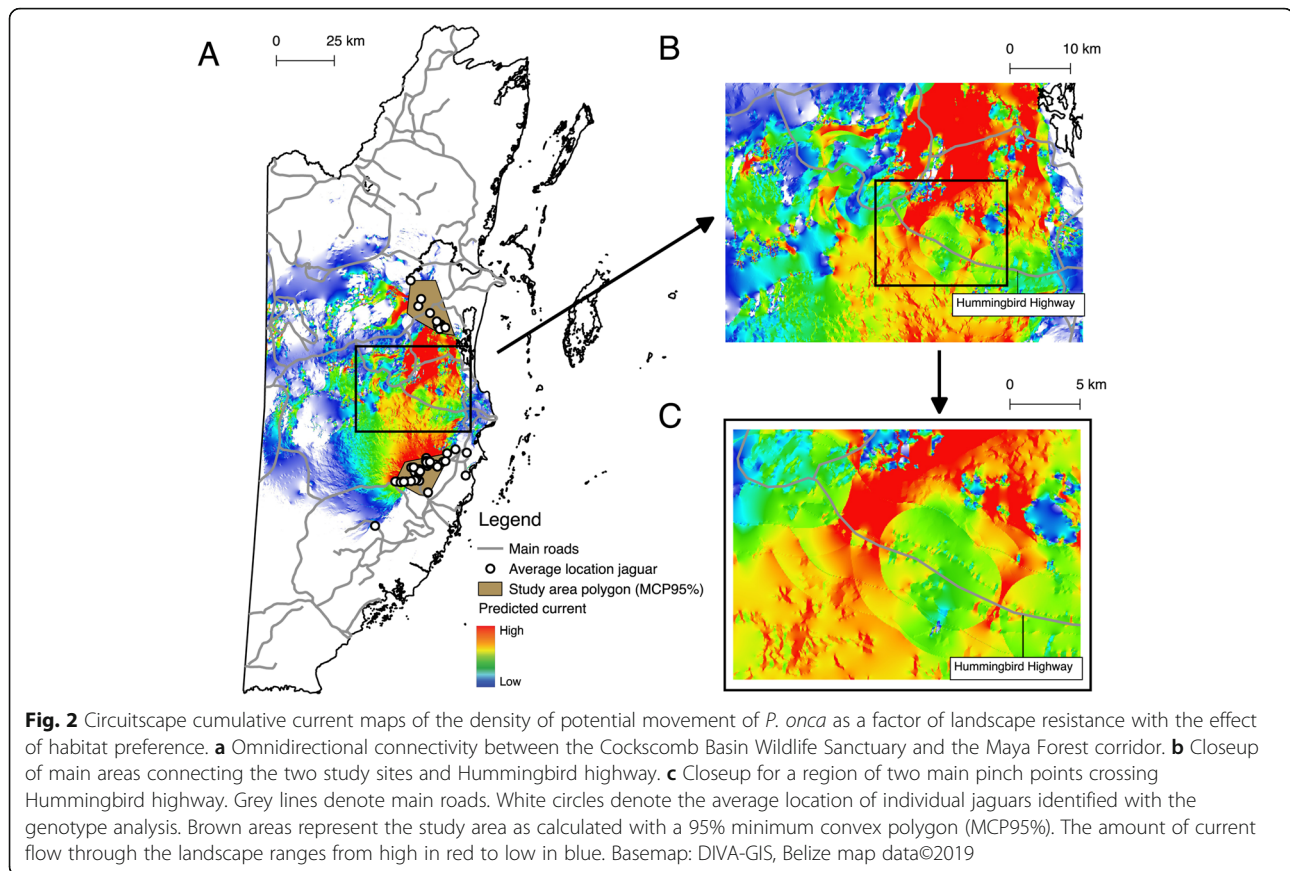 A
0 25 km
B
0 10 km
Hummingbird Highway
C
0 5 km
Hummingbird Highway
Legend
Main roads
Average location jaguar
Study area polygon (MCP95%)
Predicted current
High
Low
Fig. 2 Circuitscape cumulative current maps of the density of potential movement of P. onca as a factor of landscape resistance with the effect
of habitat preference. a Omnidirectional connectivity between the Cockscomb Basin Wildlife Sanctuary and the Maya Forest corridor. b Closeup
of main areas connecting the two study sites and Hummingbird highway. c Closeup for a region of two main pinch points crossing
Hummingbird highway. Grey lines denote main roads. White circles denote the average location of individual jaguars identified with the
genotype analysis. Brown areas represent the study area as calculated with a 95% minimum convex polygon (MCP95%). The amount of current
flow through the landscape ranges from high in red to low in blue. Basemap: DIVA-GIS, Belize map data©2019